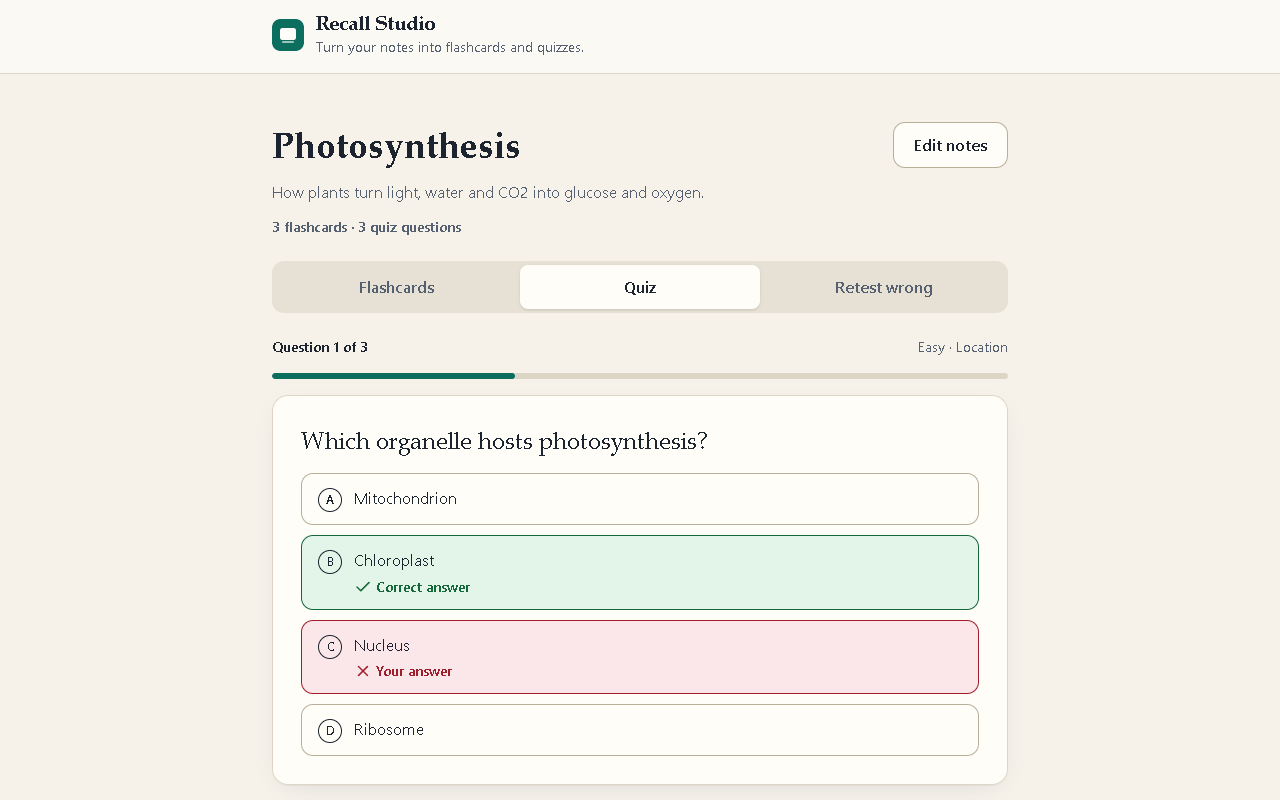 Recall Studio
Turn your notes into flashcards and quizzes.
Photosynthesis
Edit notes
How plants turn light, water and CO2 into glucose and oxygen.
3 flashcards · 3 quiz questions
Flashcards
Quiz
Retest wrong
Question 1 of 3
Easy · Location
Which organelle hosts photosynthesis?
A Mitochondrion
B Chloroplast
Correct answer
C Nucleus
Your answer
D Ribosome